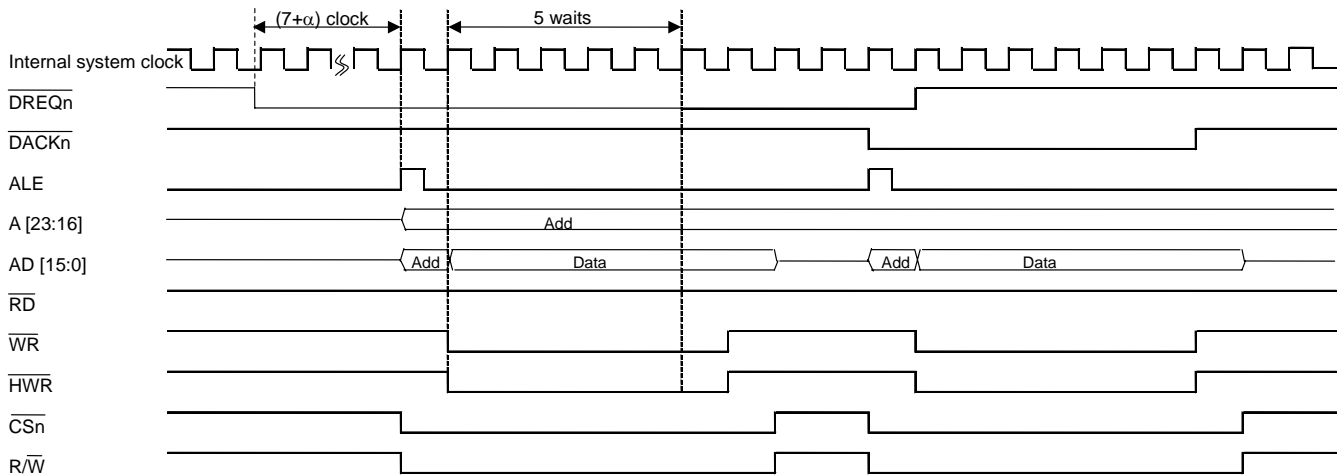 (7+α) clock
5 waits
Internal system clock
DREQn
DACKn
ALE
A [23:16]
Add
AD [15:0]
Add
Data
Add
Data
RD
WR
HWR
CSn
R/W